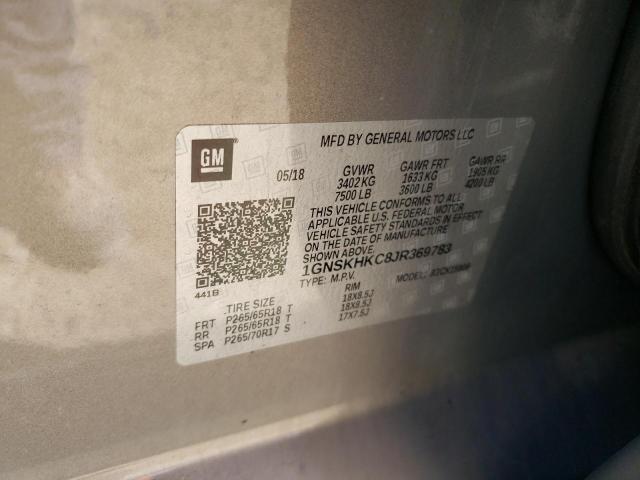 GM
MFD BY GENERAL MOTORS LLC
05/18 GVWR GAWR FRT GAWR RR
3402 KG 1633 KG 1905 KG
7500 LB 3600 LB 4200 LB
THIS VEHICLE CONFORMS TO ALL
APPLICABLE U.S. FEDERAL MOTOR
VEHICLE SAFETY STANDARDS IN EFFECT
ON THE DATE OF MANUFACTURE
SHOWN ABOVE.
1GNSKHKC8JR369783
TYPE: M.P.V. MODEL:
441B
TIRE SIZE RIM
FRT P265/65R18 T 18X8.5J
RR P265/65R18 T 18X8.5J
SPA P265/70R17 S 17X7.5J